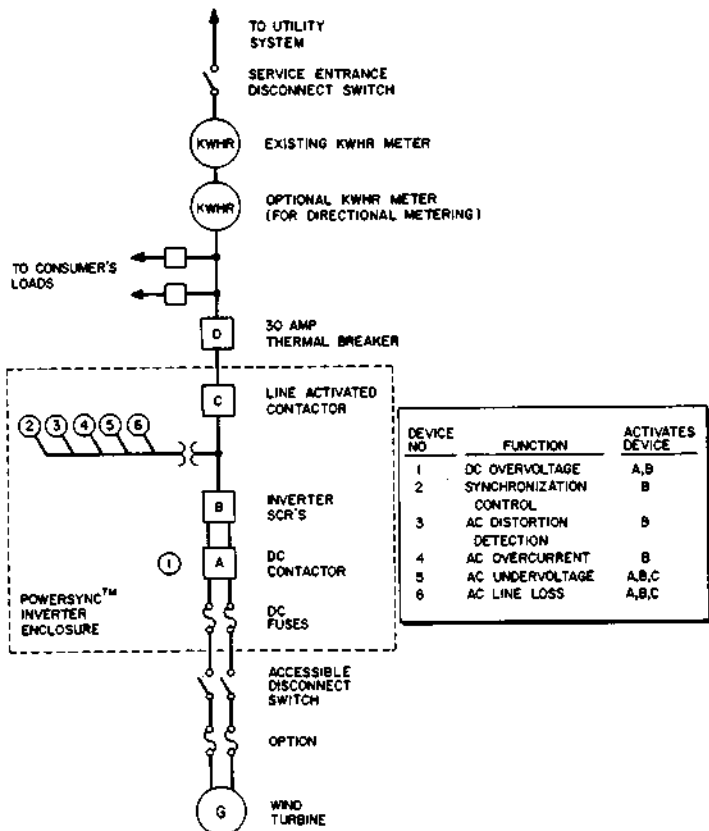 TO UTILITY
SYSTEM
SERVICE ENTRANCE
DISCONNECT SWITCH
KWHR
EXISTING KWHR METER
KWHR
OPTIONAL KWHR METER
(FOR DIRECTIONAL METERING)
TO CONSUMER'S
LOADS
D
30 AMP
THERMAL BREAKER
C
LINE ACTIVATED
CONTACTOR
2 3 4 5 6
B
INVERTER
SCR'S
1
A
DC
CONTACTOR
POWERSYNC™
INVERTER
ENCLOSURE
DC
FUSES
ACCESSIBLE
DISCONNECT
SWITCH
OPTION
G
WIND
TURBINE
DEVICE NO FUNCTION ACTIVATES DEVICE
1 DC OVERVOLTAGE A,B
2 SYNCHRONIZATION B
CONTROL
3 AC DISTORTION B
DETECTION
4 AC OVERCURRENT B
5 AC UNDERVOLTAGE A,B,C
6 AC LINE LOSS A,B,C